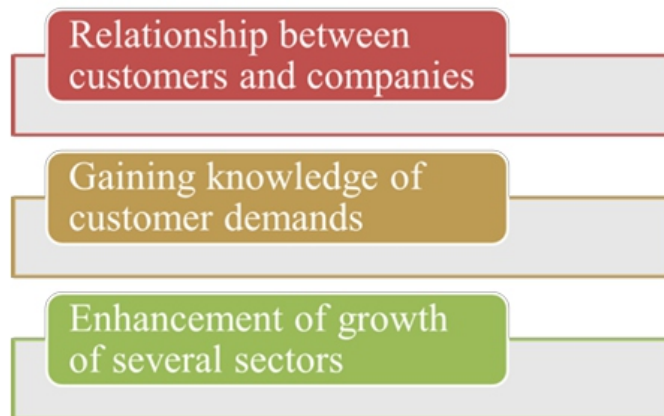 Relationship between
customers and companies
Gaining knowledge of
customer demands
Enhancement of growth
of several sectors